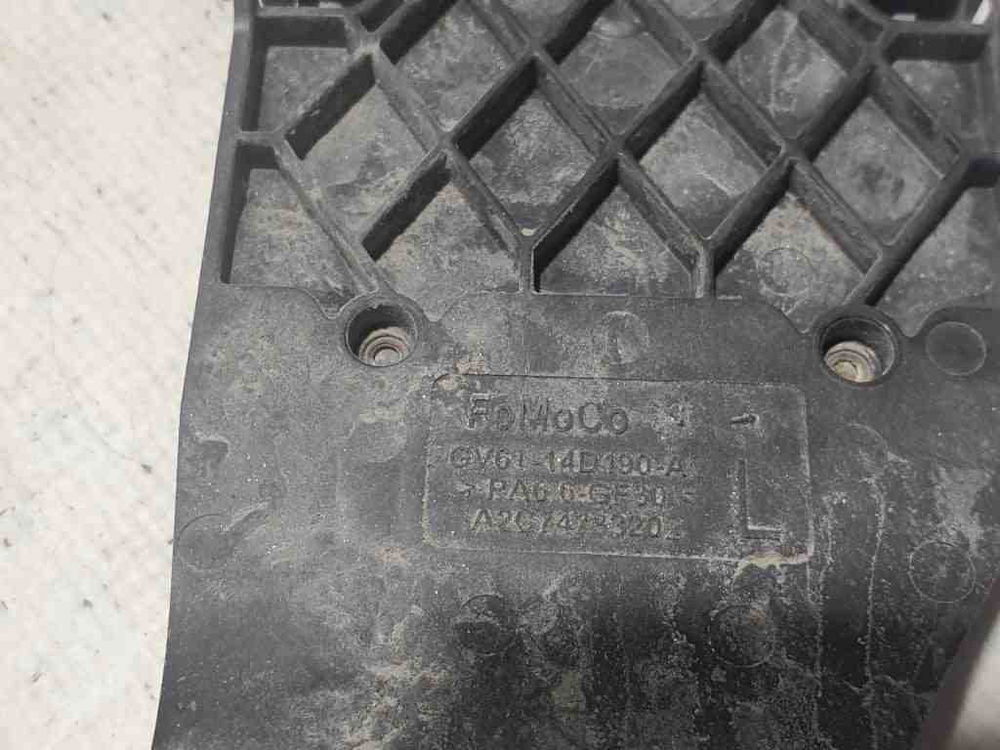 FoMoCo
GV61-14D190-A
>PA6.6-GF30<
L